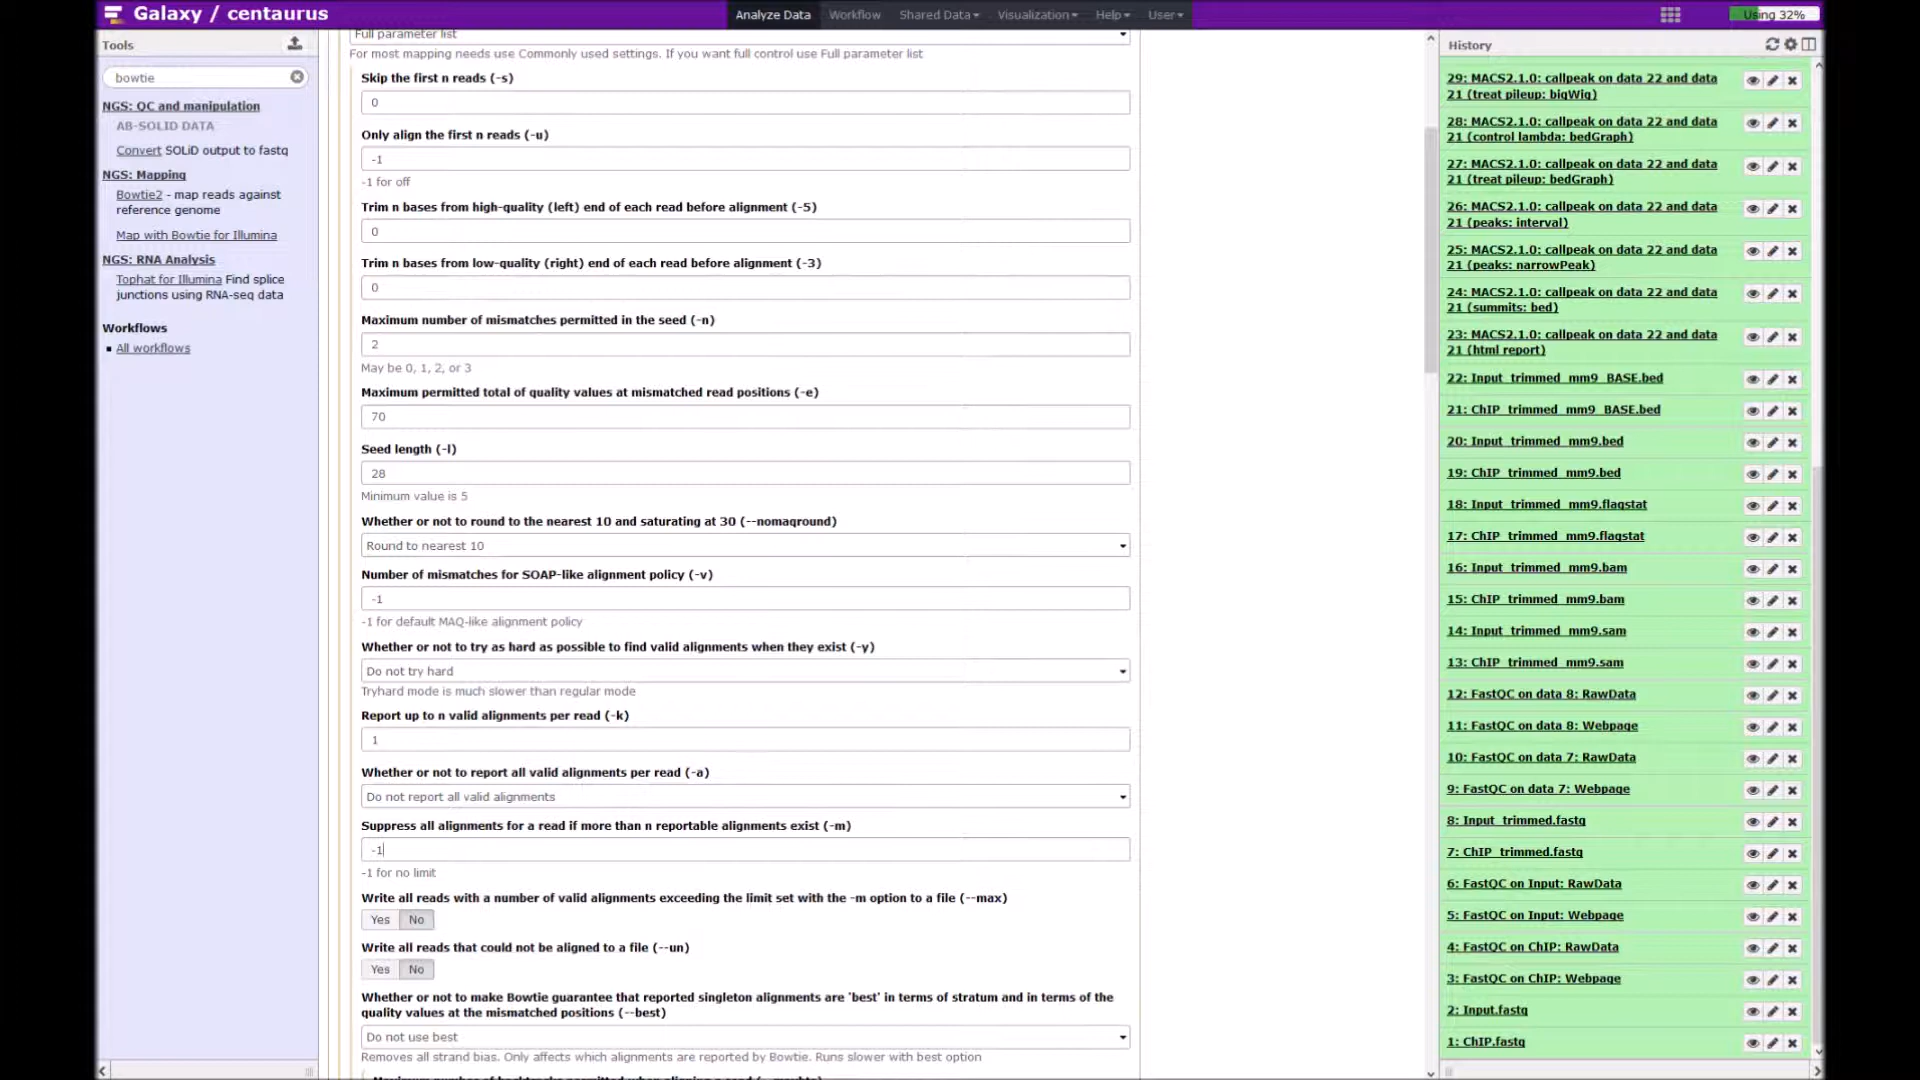 Galaxy / centaurus
Analyze Data
Workflow
Shared Data
Visualization
Help
User
Using 32%
Tools
bowtie
NGS: QC and manipulation
AB-SOLID DATA
Convert SOLiD output to fastq
NGS: Mapping
Bowtie2 - map reads against
reference genome
Map with Bowtie for Illumina
NGS: RNA Analysis
Tophat for Illumina Find splice
junctions using RNA-seq data
Workflows
All workflows
Full parameter list
For most mapping needs use Commonly used settings. If you want full control use Full parameter list
Skip the first n reads (-s)
0
Only align the first n reads (-u)
-1
-1 for off
Trim n bases from high-quality (left) end of each read before alignment (-5)
0
Trim n bases from low-quality (right) end of each read before alignment (-3)
0
Maximum number of mismatches permitted in the seed (-n)
2
May be 0, 1, 2, or 3
Maximum permitted total of quality values at mismatched read positions (-e)
70
Seed length (-l)
28
Minimum value is 5
Whether or not to round to the nearest 10 and saturating at 30 (--nomaqround)
Round to nearest 10
Number of mismatches for SOAP-like alignment policy (-v)
-1
-1 for default MAQ-like alignment policy
Whether or not to try as hard as possible to find valid alignments when they exist (-y)
Do not try hard
Tryhard mode is much slower than regular mode
Report up to n valid alignments per read (-k)
1
Whether or not to report all valid alignments per read (-a)
Do not report all valid alignments
Suppress all alignments for a read if more than n reportable alignments exist (-m)
-1
-1 for no limit
Write all reads with a number of valid alignments exceeding the limit set with the -m option to a file (--max)
Yes No
Write all reads that could not be aligned to a file (--un)
Yes No
Whether or not to make Bowtie guarantee that reported singleton alignments are 'best' in terms of stratum and in terms of the
quality values at the mismatched positions (--best)
Do not use best
Removes all strand bias. Only affects which alignments are reported by Bowtie. Runs slower with best option
History
29: MACS2.1.0: callpeak on data 22 and data
21 (treat pileup: bigWig)
28: MACS2.1.0: callpeak on data 22 and data
21 (control lambda: bedGraph)
27: MACS2.1.0: callpeak on data 22 and data
21 (treat pileup: bedGraph)
26: MACS2.1.0: callpeak on data 22 and data
21 (peaks: interval)
25: MACS2.1.0: callpeak on data 22 and data
21 (peaks: narrowPeak)
24: MACS2.1.0: callpeak on data 22 and data
21 (summits: bed)
23: MACS2.1.0: callpeak on data 22 and data
21 (html report)
22: Input_trimmed_mm9_BASE.bed
21: ChIP_trimmed_mm9_BASE.bed
20: Input_trimmed_mm9.bed
19: ChIP_trimmed_mm9.bed
18: Input_trimmed_mm9.flagstat
17: ChIP_trimmed_mm9.flagstat
16: Input_trimmed_mm9.bam
15: ChIP_trimmed_mm9.bam
14: Input_trimmed_mm9.sam
13: ChIP_trimmed_mm9.sam
12: FastQC on data 8: RawData
11: FastQC on data 8: Webpage
10: FastQC on data 7: RawData
9: FastQC on data 7: Webpage
8: Input_trimmed.fastq
7: ChIP_trimmed.fastq
6: FastQC on Input: RawData
5: FastQC on Input: Webpage
4: FastQC on ChIP: RawData
3: FastQC on ChIP: Webpage
2: Input.fastq
1: ChIP.fastq